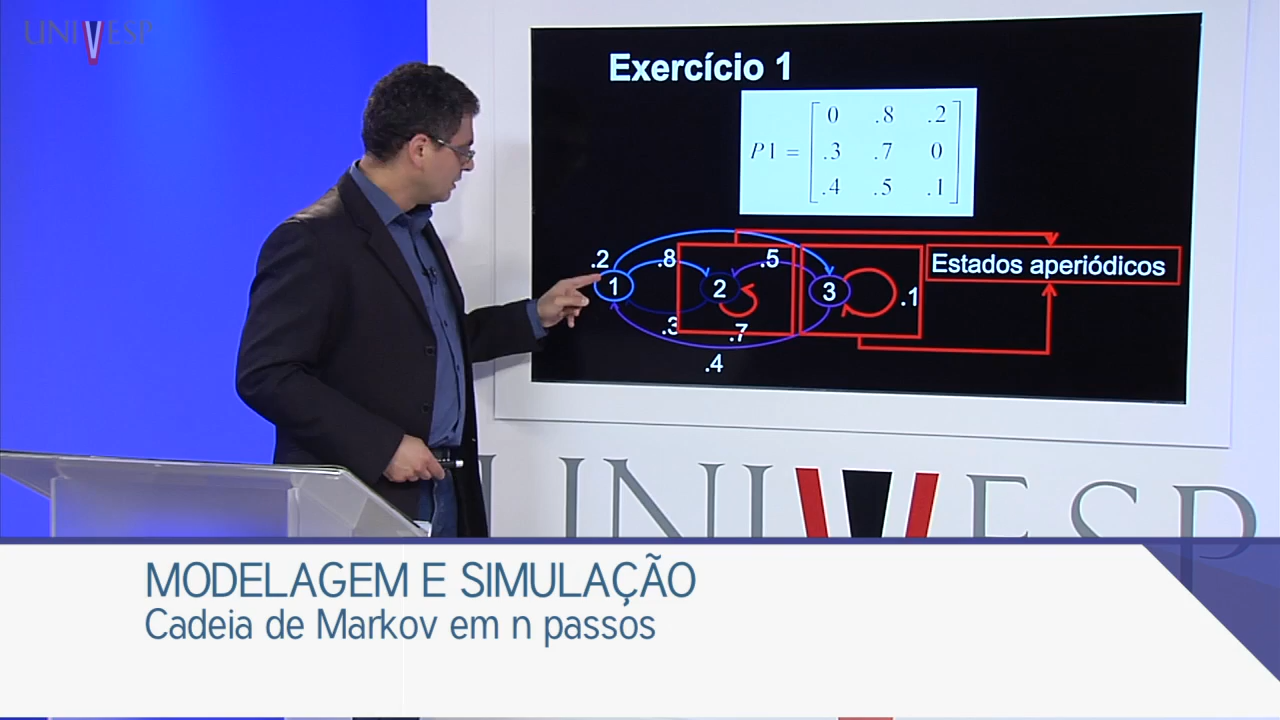 UNIVESP
Exercício 1
P1 =
0 .8 .2
.3 .7 0
.4 .5 .1
.2 .8 .5
1 2 3 .1
.3 .7
.4
Estados aperiódicos
UNIVESP
MODELAGEM E SIMULAÇÃO
Cadeia de Markov em n passos